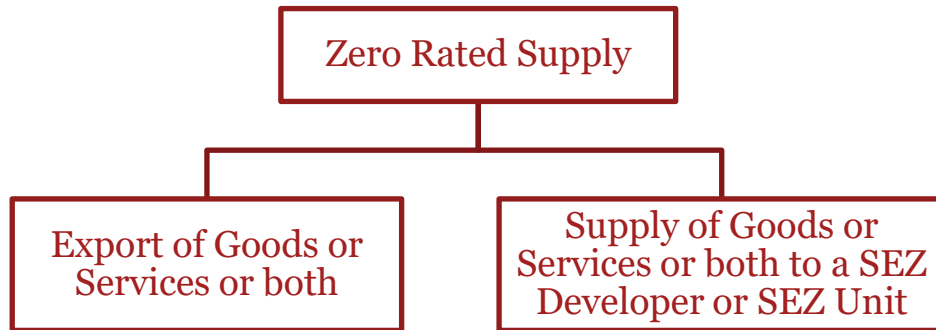 Zero Rated Supply
Export of Goods or
Services or both
Supply of Goods or
Services or both to a SEZ
Developer or SEZ Unit